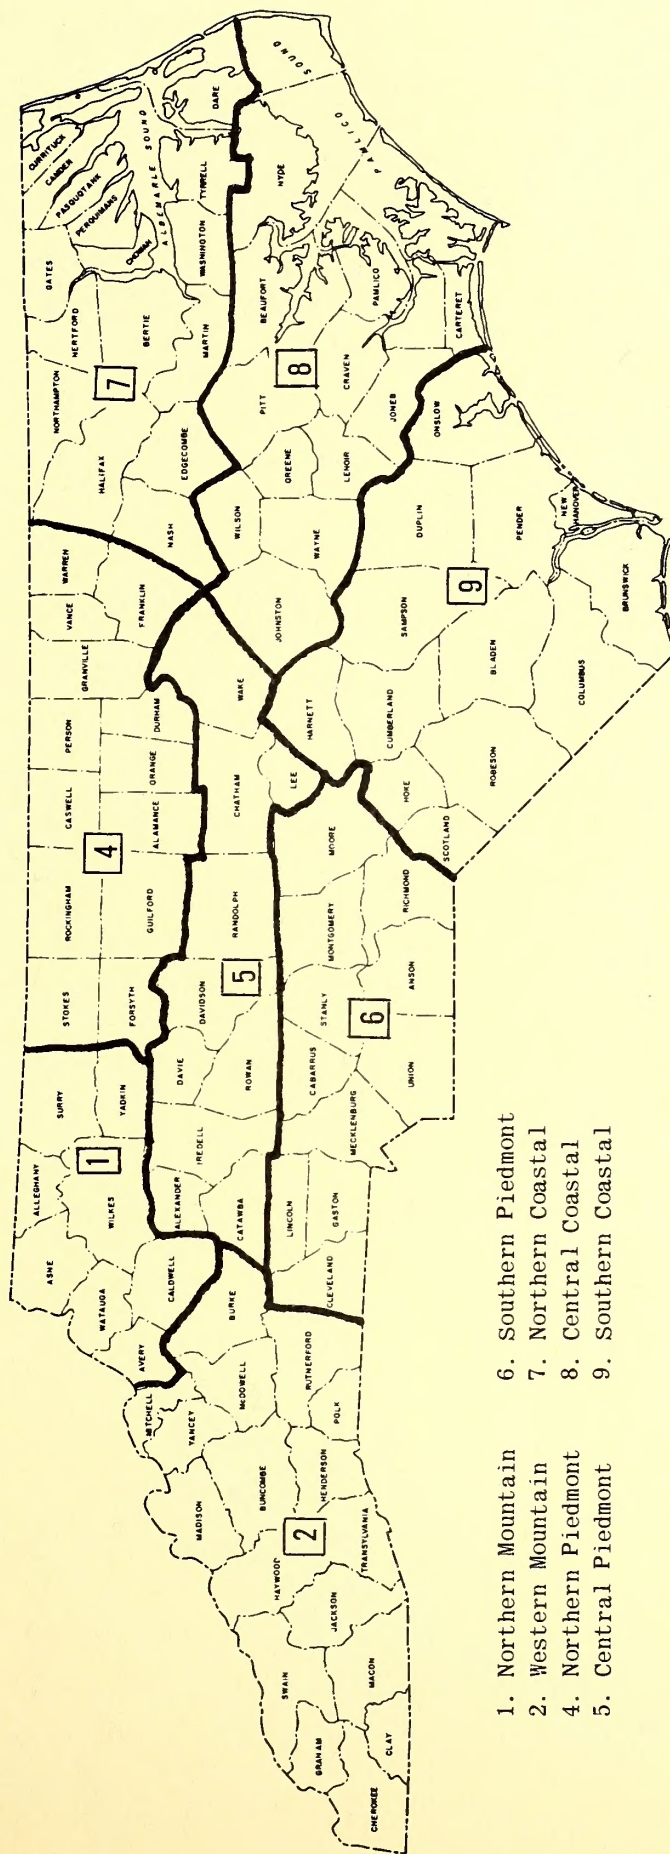 ALLEGHANY
ASHE
SURRY
STOKES
ROCKINGHAM
CASWELL
PERSON
GRANVILLE
VANCE
WARREN
NORTHAMPTON
GATES
CURRITUCK
CAMDEN
PASQUOTANK
PERQUIMANS
CHOWAN
HERTFORD
HALIFAX
BERTIE
ALBEMARLE SOUND
WATAUGA
WILKES
1
YADKIN
FORSYTH
GUILFORD
4
ALAMANCE
ORANGE
DURHAM
FRANKLIN
NASH
EDGECOMBE
7
MARTIN
WASHINGTON
TYRRELL
DARE
AVERY
CALDWELL
ALEXANDER
IREDELL
DAVIE
DAVIDSON
RANDOLPH
CHATHAM
WAKE
JOHNSTON
WILSON
PITT
BEAUFORT
HYDE
PAMLICO SOUND
MITCHELL
YANCEY
MADISON
BURKE
McDOWELL
CATAWBA
ROWAN
5
LEE
HARNETT
WAYNE
GREENE
LENOIR
8
CRAVEN
PAMLICO
JONES
CARTERET
BUNCOMBE
HAYWOOD
SWAIN
GRAHAM
CHEROKEE
CLAY
MACON
JACKSON
TRANSYLVANIA
2
HENDERSON
POLK
RUTHERFORD
CLEVELAND
LINCOLN
GASTON
MECKLENBURG
CABARRUS
STANLY
MONTGOMERY
MOORE
6
UNION
ANSON
RICHMOND
HOKE
SCOTLAND
CUMBERLAND
SAMPSON
DUPLIN
ONSLOW
9
ROBESON
BLADEN
PENDER
NEW HANOVER
COLUMBUS
BRUNSWICK
1. Northern Mountain
2. Western Mountain
4. Northern Piedmont
5. Central Piedmont
6. Southern Piedmont
7. Northern Coastal
8. Central Coastal
9. Southern Coastal